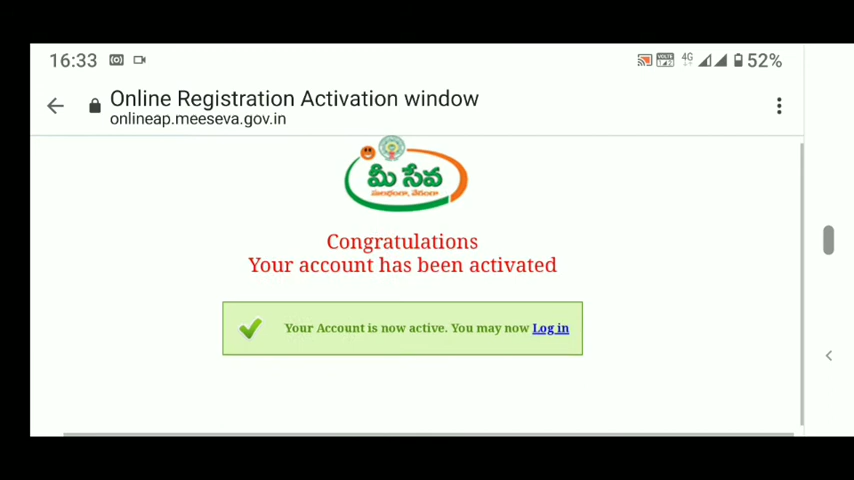 16:33
4G
52%
Online Registration Activation window
onlineap.meeseva.gov.in
మీ సేవ
Congratulations
Your account has been activated
Your Account is now active. You may now Log in